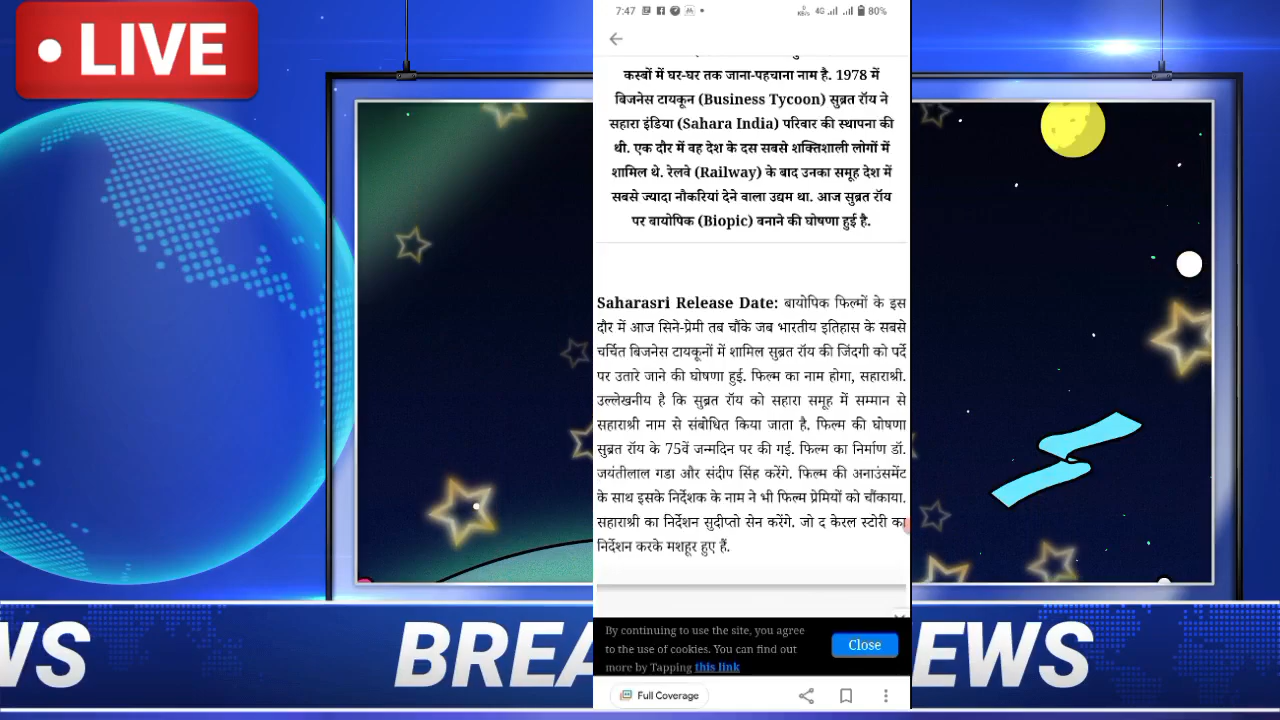 LIVE
7:47
4G
80%
कस्बों में घर-घर तक जाना-पहचाना नाम है. 1978 में
बिजनेस टायकून (Business Tycoon) सुब्रत रॉय ने
सहारा इंडिया (Sahara India) परिवार की स्थापना की
थी. एक दौर में वह देश के दस सबसे शक्तिशाली लोगों में
शामिल थे. रेलवे (Railway) के बाद उनका समूह देश में
सबसे ज्यादा नौकरियां देने वाला उद्यम था. आज सुब्रत रॉय
पर बायोपिक (Biopic) बनाने की घोषणा हुई है.
Saharasri Release Date: बायोपिक फिल्मों के इस
दौर में आज सिने-प्रेमी तब चौंके जब भारतीय इतिहास के सबसे
चर्चित बिजनेस टायकूनों में शामिल सुब्रत रॉय की जिंदगी को पर्दे
पर उतारे जाने की घोषणा हुई. फिल्म का नाम होगा, सहाराश्री.
उल्लेखनीय है कि सुब्रत रॉय को सहारा समूह में सम्मान से
सहाराश्री नाम से संबोधित किया जाता है. फिल्म की घोषणा
सुब्रत रॉय के 75वें जन्मदिन पर की गई. फिल्म का निर्माण डॉ.
जयंतीलाल गडा और संदीप सिंह करेंगे. फिल्म की अनाउंसमेंट
के साथ इसके निर्देशक के नाम ने भी फिल्म प्रेमियों को चौंकाया.
सहाराश्री का निर्देशन सुदीप्तो सेन करेंगे. जो द केरल स्टोरी का
निर्देशन करके मशहूर हुए हैं.
By continuing to use the site, you agree
to the use of cookies. You can find out
more by Tapping this link
Close
Full Coverage
WS BREA EWS